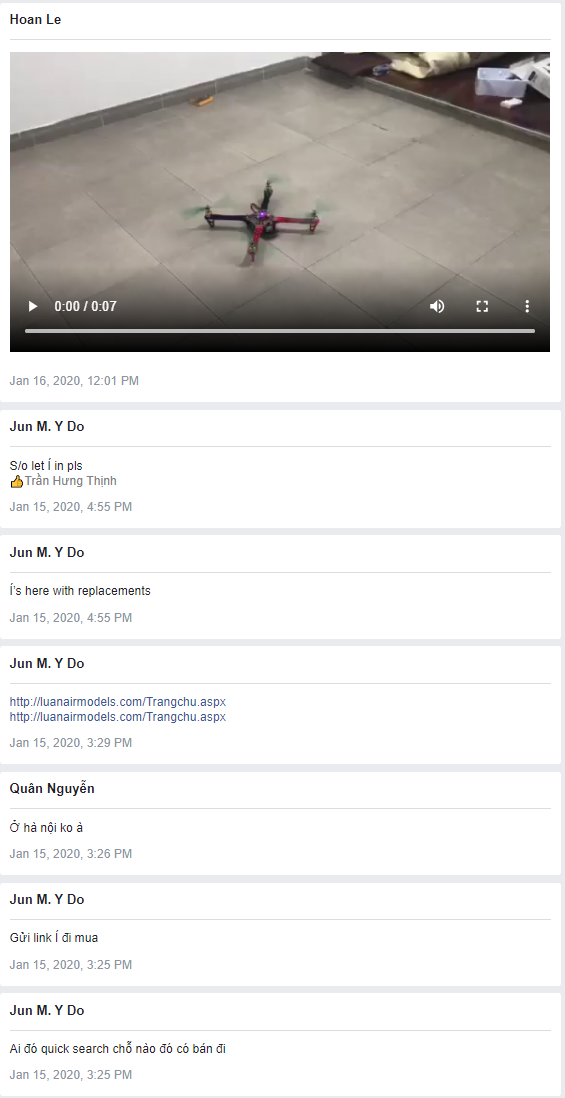 Hoan Le
0:00 / 0:07
Jan 16, 2020, 12:01 PM
Jun M. Y Do
S/o let Í in pls
👍Trần Hưng Thịnh
Jan 15, 2020, 4:55 PM
Jun M. Y Do
Í's here with replacements
Jan 15, 2020, 4:55 PM
Jun M. Y Do
http://luanairmodels.com/Trangchu.aspx
http://luanairmodels.com/Trangchu.aspx
Jan 15, 2020, 3:29 PM
Quân Nguyễn
Ở hà nội ko à
Jan 15, 2020, 3:26 PM
Jun M. Y Do
Gửi link Í đi mua
Jan 15, 2020, 3:25 PM
Jun M. Y Do
Ai đó quick search chỗ nào đó có bán đi
Jan 15, 2020, 3:25 PM